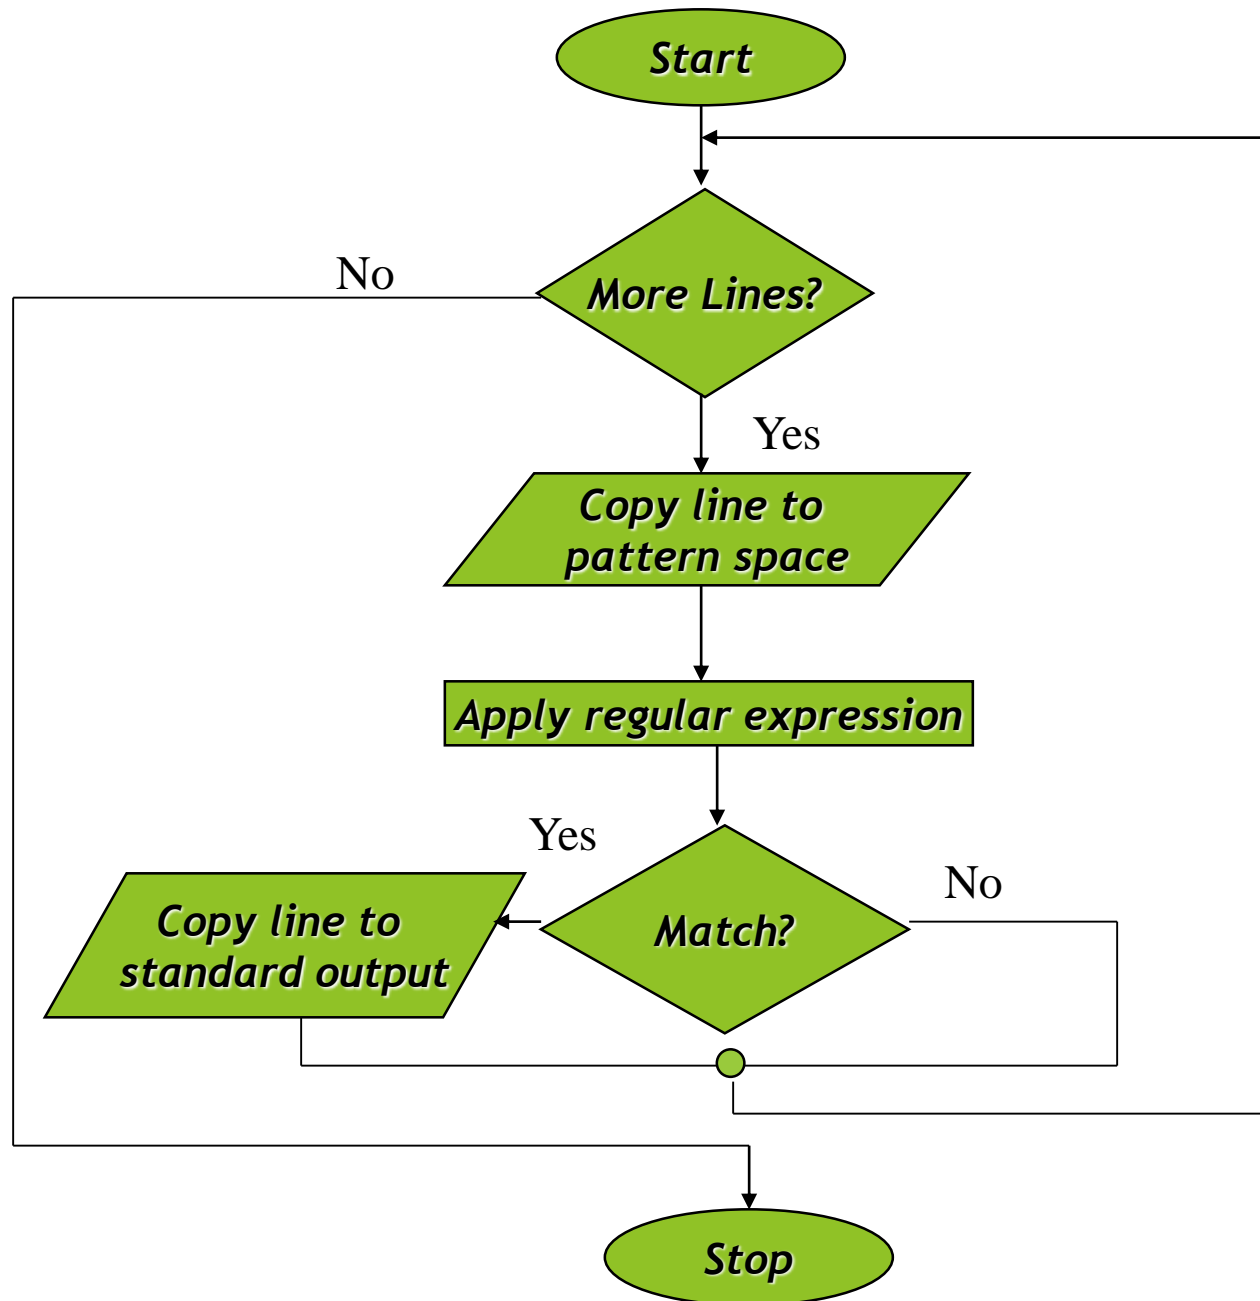 Start
No
More Lines?
Yes
Copy line to
pattern space
Apply regular expression
Yes
No
Copy line to
standard output
Match?
Stop